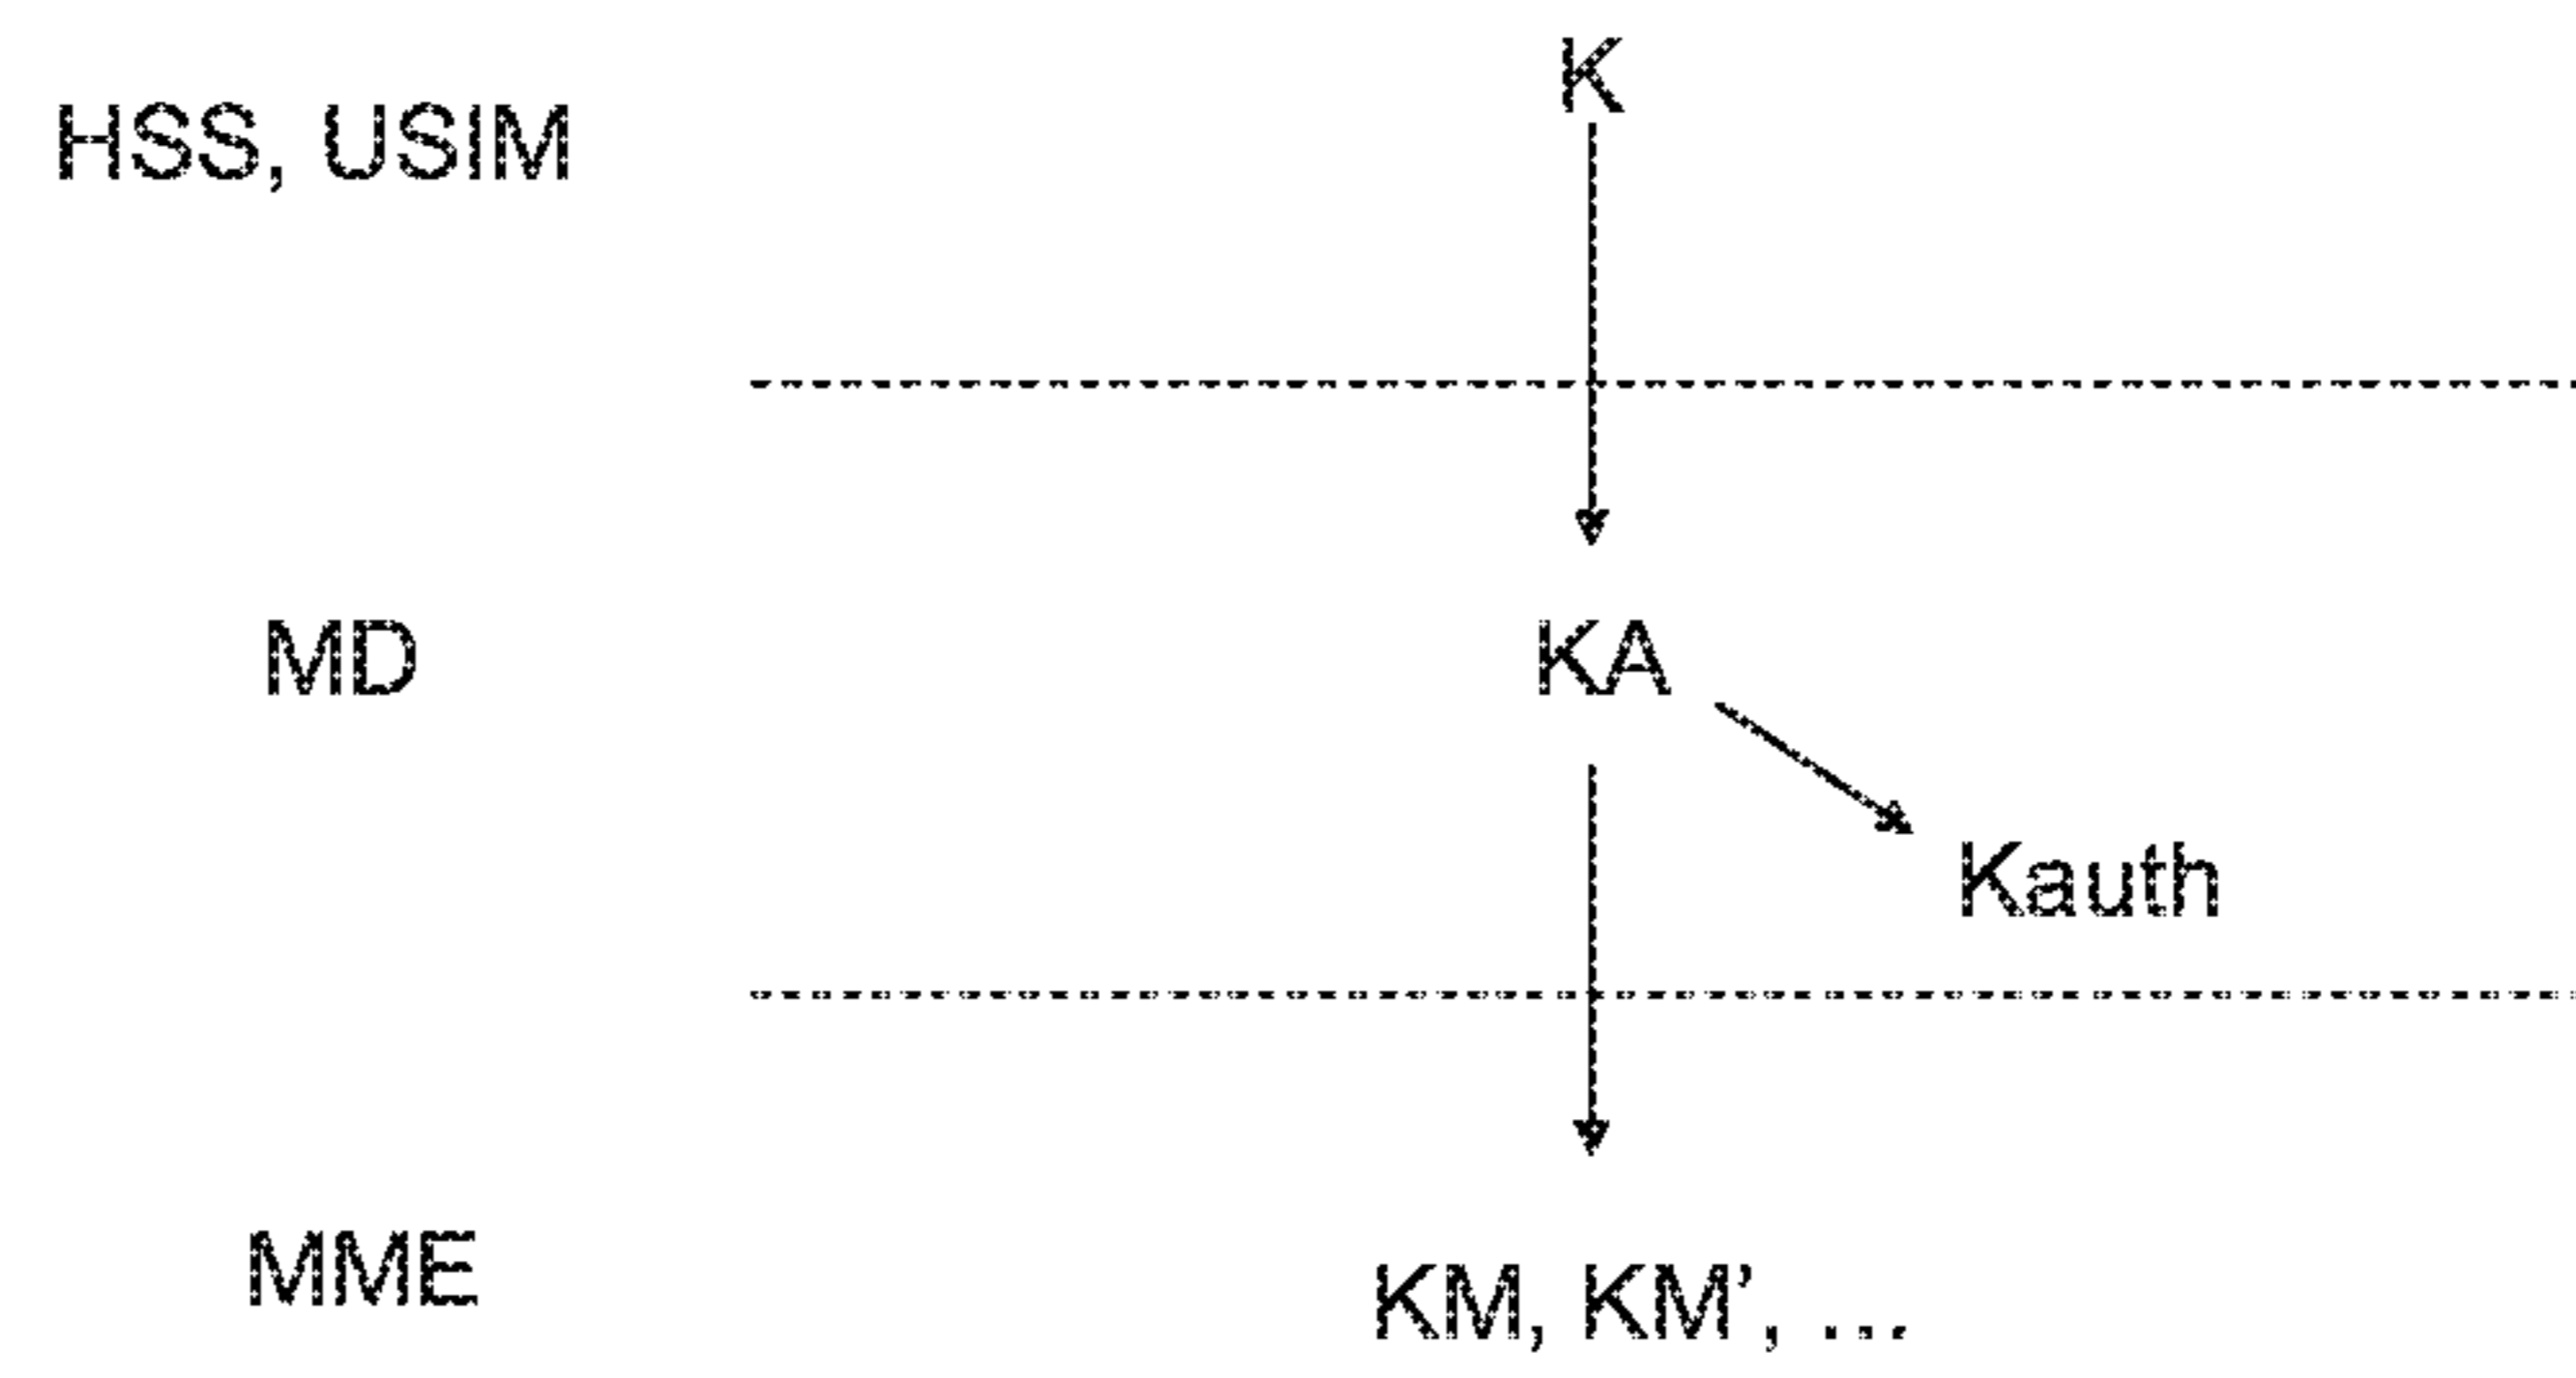 K
HSS, USIM
MD
KA
Kauth
MME
KM, KM’, ...